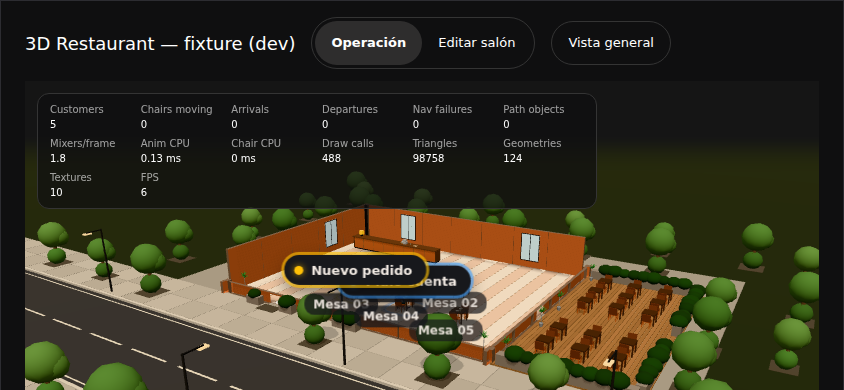 3D Restaurant — fixture (dev)
Operación
Editar salón
Vista general
Customers Chairs moving Arrivals Departures Nav failures Path objects
5 0 0 0 0 0
Mixers/frame Anim CPU Chair CPU Draw calls Triangles Geometries
1.8 0.13 ms 0 ms 488 98758 124
Textures FPS
10 6
Nuevo pedido
Mesa 03
Mesa 02
Mesa 04
Mesa 05